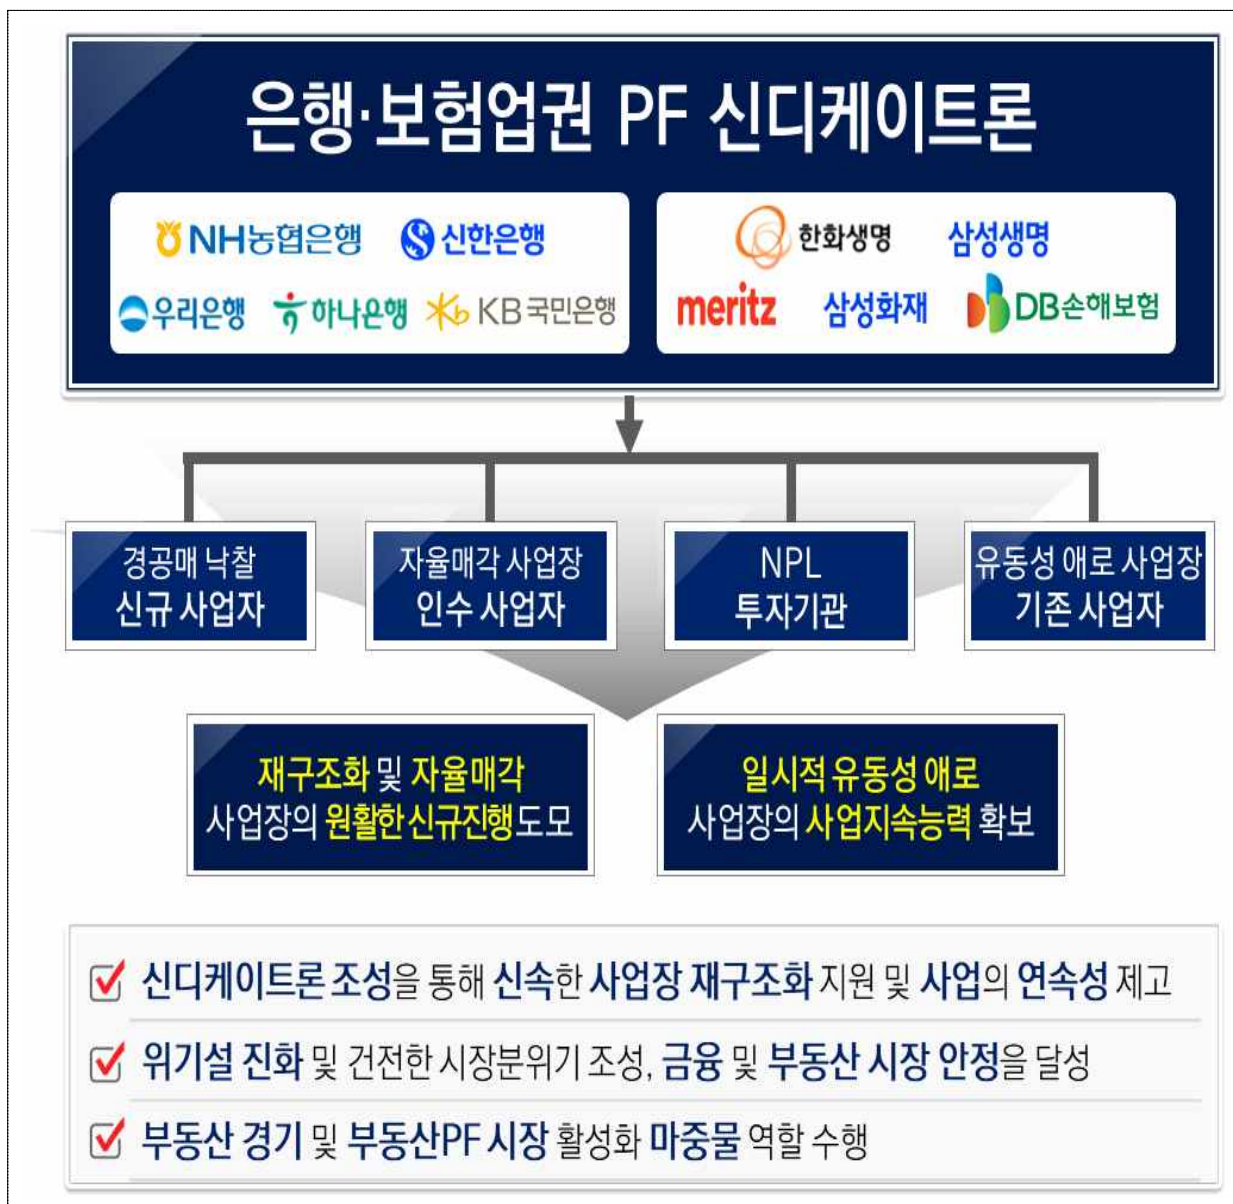 은행·보험업권 PF 신디케이트론
NH농협은행 신한은행
우리은행 하나은행 KB국민은행
한화생명 삼성생명
meritz 삼성화재 DB손해보험
경공매 낙찰
신규 사업자
자율매각 사업장
인수 사업자
NPL
투자기관
유동성 애로 사업장
기존 사업자
재구조화 및 자율매각
사업장의 원활한 신규진행 도모
일시적 유동성 애로
사업장의 사업지속능력 확보
신디케이트론 조성을 통해 신속한 사업장 재구조화 지원 및 사업의 연속성 제고
위기설 진화 및 건전한 시장분위기 조성, 금융 및 부동산 시장 안정을 달성
부동산 경기 및 부동산PF 시장 활성화 마중물 역할 수행